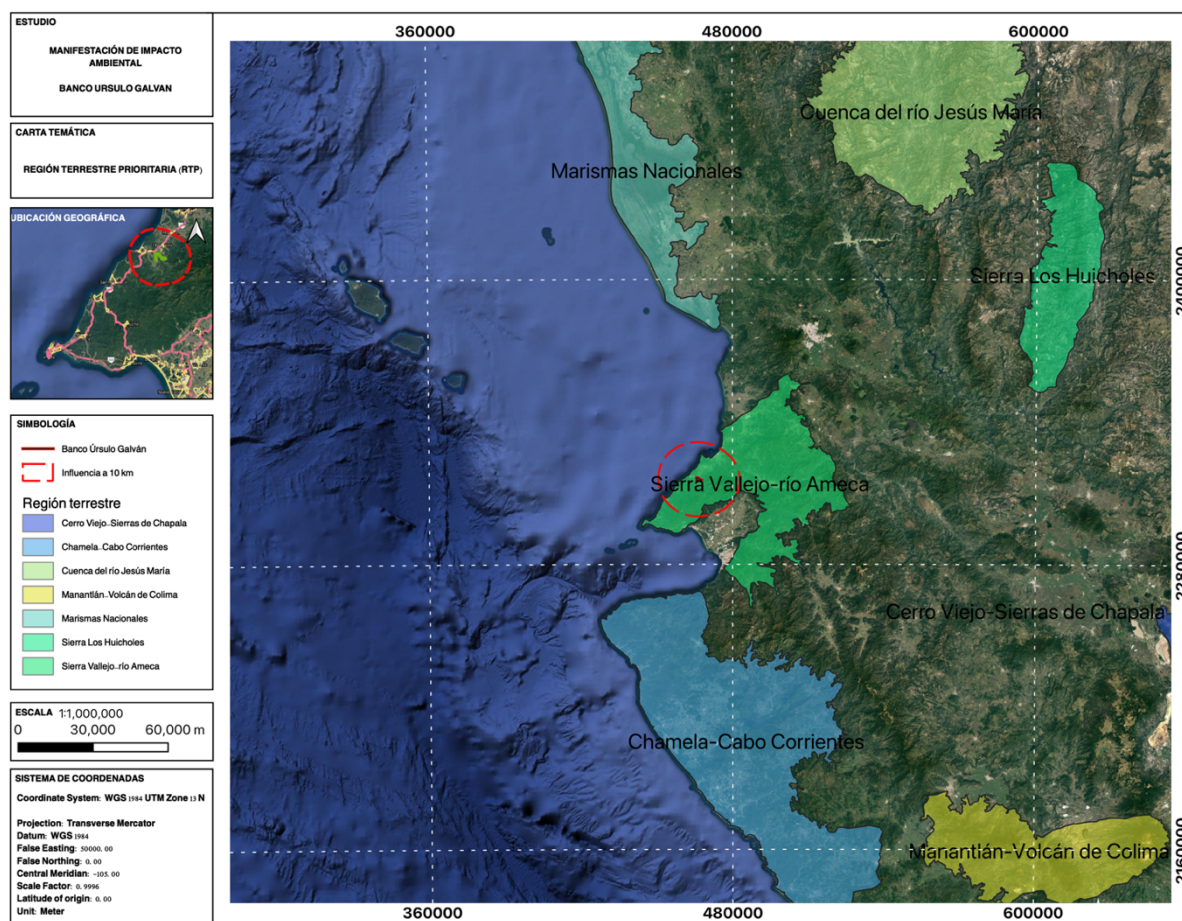 ESTUDIO
MANIFESTACIÓN DE IMPACTO
AMBIENTAL
BANCO URSULO GALVAN
CARTA TEMÁTICA
REGIÓN TERRESTRE PRIORITARIA (RTP)
UBICACIÓN GEOGRÁFICA
SIMBOLOGÍA
Banco Úrsulo Galván
Influencia a 10 km
Región terrestre
Cerro Viejo-Sierras de Chapala
Chamela-Cabo Corrientes
Cuenca del río Jesús María
Manantlán-Volcán de Colima
Marismas Nacionales
Sierra Los Huicholes
Sierra Vallejo-río Ameca
ESCALA 1:1,000,000
0 30,000 60,000 m
SISTEMA DE COORDENADAS
Coordinate System: WGS 1984 UTM Zone 13 N
Projection: Transverse Mercator
Datum: WGS 1984
False Easting: 50000.00
False Northing: 0.00
Central Meridian: -105.00
Scale Factor: 0.9996
Latitude of origin: 0.00
Unit: Meter
360000 480000 600000
Cuenca del río Jesús María
Marismas Nacionales
Sierra Los Huicholes
2400000
Sierra Vallejo-río Ameca
2280000
Cerro Viejo-Sierras de Chapala
Chamela-Cabo Corrientes
Manantlán-Volcán de Colima
2160000
360000 480000 600000